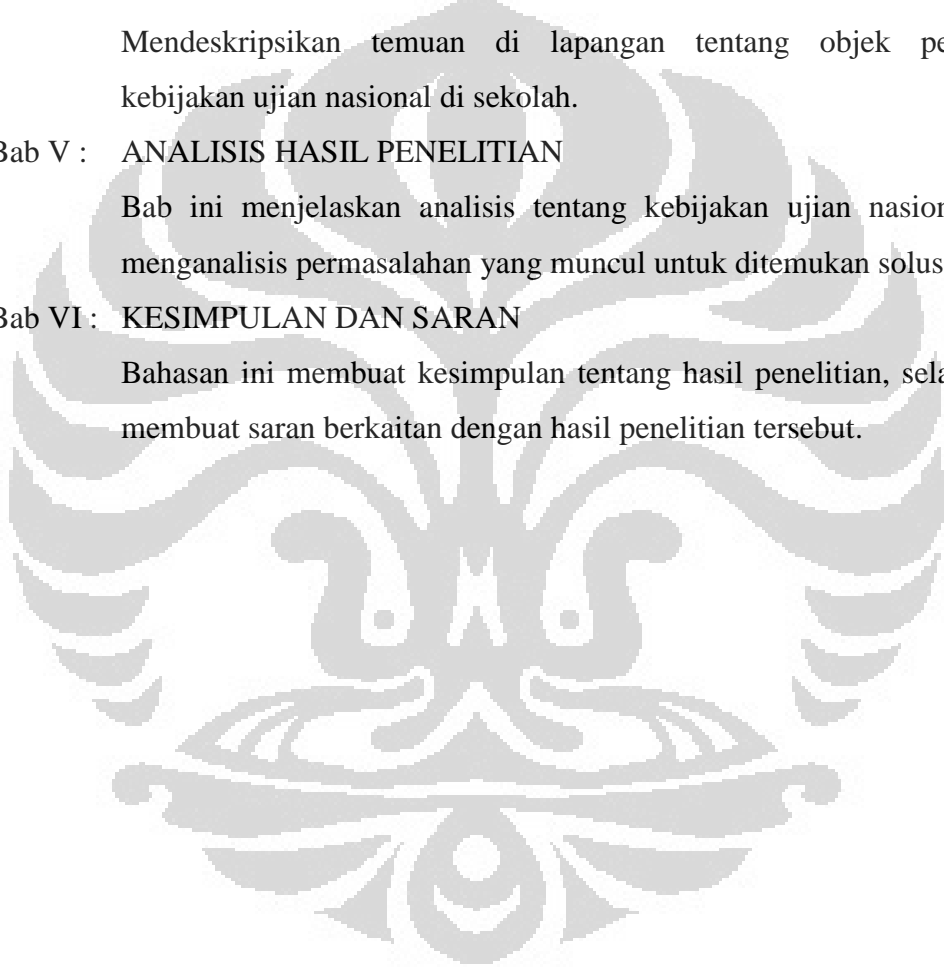 Mendeskripsikan temuan di lapangan tentang objek pe
kebijakan ujian nasional di sekolah.
Bab V : ANALISIS HASIL PENELITIAN
Bab ini menjelaskan analisis tentang kebijakan ujian nasion
menganalisis permasalahan yang muncul untuk ditemukan solus
Bab VI : KESIMPULAN DAN SARAN
Bahasan ini membuat kesimpulan tentang hasil penelitian, sela
membuat saran berkaitan dengan hasil penelitian tersebut.